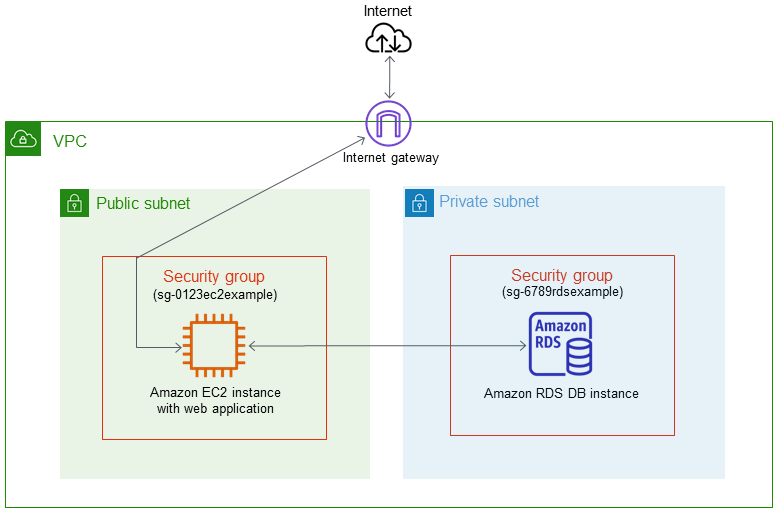 Internet
Internet gateway
VPC
Public subnet
Private subnet
Security group
(sg-0123ec2example)
Amazon EC2 instance
with web application
Security group
(sg-6789rdsexample)
Amazon
RDS
Amazon RDS DB instance